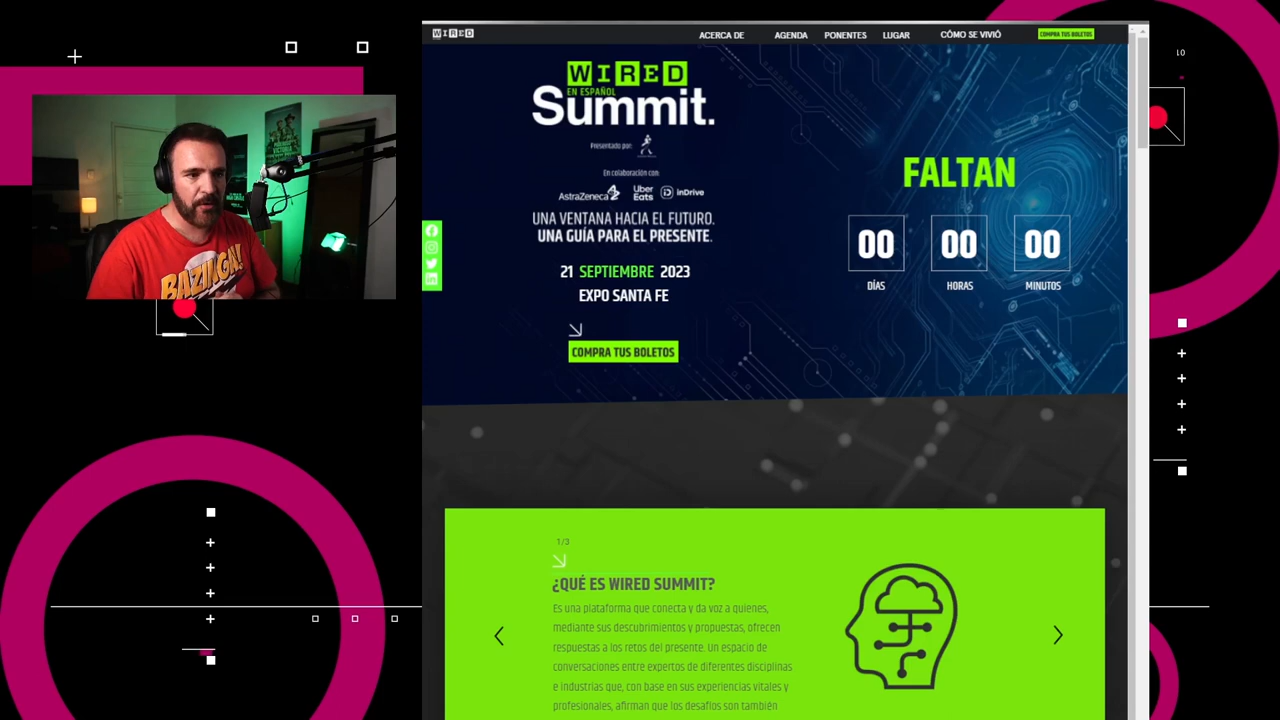 BAZINGA!
WIRED
ACERCA DE
AGENDA
PONENTES
LUGAR
CÓMO SE VIVIÓ
COMPRA TUS BOLETOS
WIRED
EN ESPAÑOL
Summit.
Presentado por:
En colaboración con:
AstraZeneca
Uber
Eats
inDrive
UNA VENTANA HACIA EL FUTURO.
UNA GUÍA PARA EL PRESENTE.
21 SEPTIEMBRE 2023
EXPO SANTA FE
COMPRA TUS BOLETOS
FALTAN
00
00
00
DÍAS
HORAS
MINUTOS
1/3
¿QUÉ ES WIRED SUMMIT?
Es una plataforma que conecta y da voz a quienes,
mediante sus descubrimientos y propuestas, ofrecen
respuestas a los retos del presente. Un espacio de
conversaciones entre expertos de diferentes disciplinas
e industrias que, con base en sus experiencias vitales y
profesionales, afirman que los desafíos son también